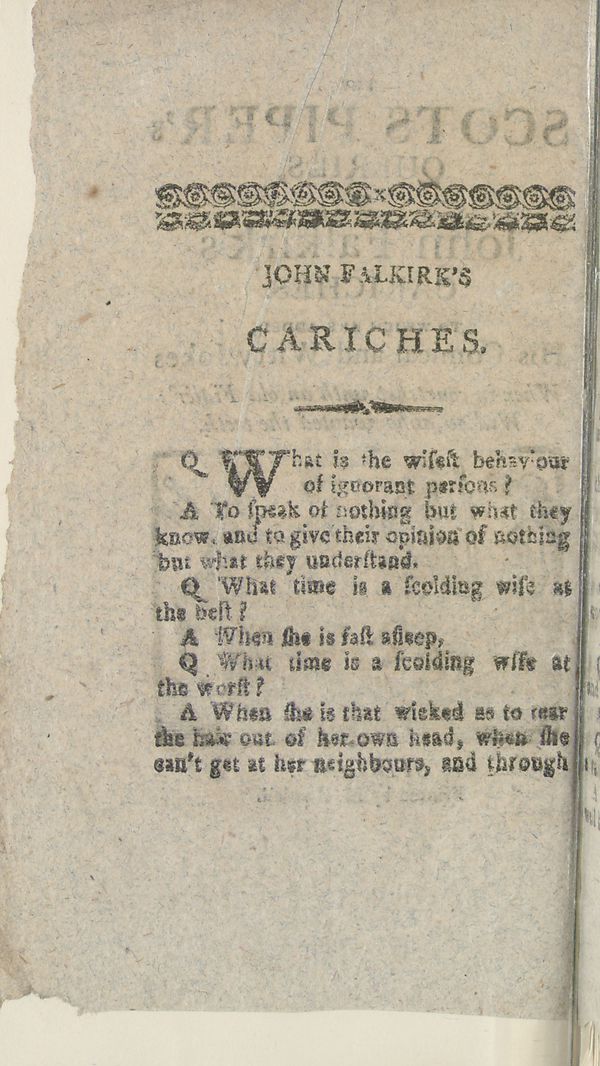 JOHN FALKIRK'S
CARICHES.
Q What is the wiſeſt behaviour
of ignorant perſons?
A To ſpeak of nothing but what they
know, and to give their opinion of nothing
but what they underſtand.
Q What time is a ſcolding wife at
the beſt?
A When ſhe is faſt aſleep,
Q What time is a ſcolding wife at
the worſt?
A When ſhe is that wicked as to tear
the hair out of her own head, when ſhe
can't get at her neighbours, and through